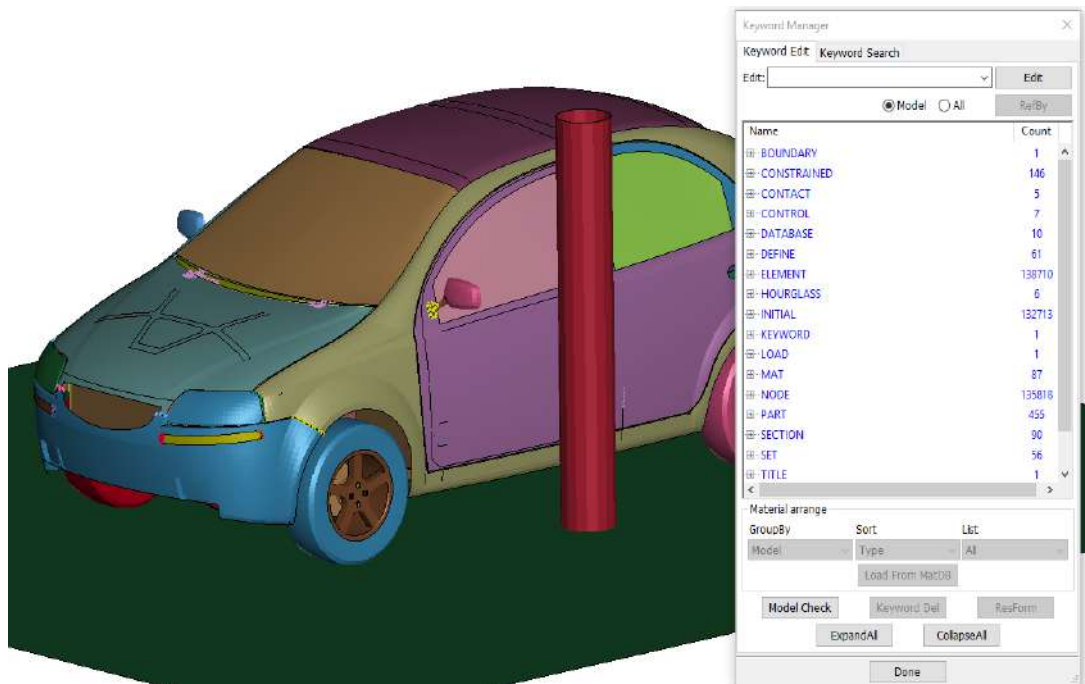 Keyword Manager
Keyword Edit Keyword Search
Edit: Edit
Model All RefBy
Name Count
BOUNDARY 1
CONSTRAINED 146
CONTACT 5
CONTROL 7
DATABASE 10
DEFINE 61
ELEMENT 138710
HOURGLASS 6
INITIAL 132713
KEYWORD 1
LOAD 1
MAT 87
NODE 135818
PART 455
SECTION 90
SET 56
TITLE 1
Material arrange
GroupBy Sort List
Model Type All
Load From MatDB
Model Check Keyword Del ResForm
ExpandAll CollapseAll
Done